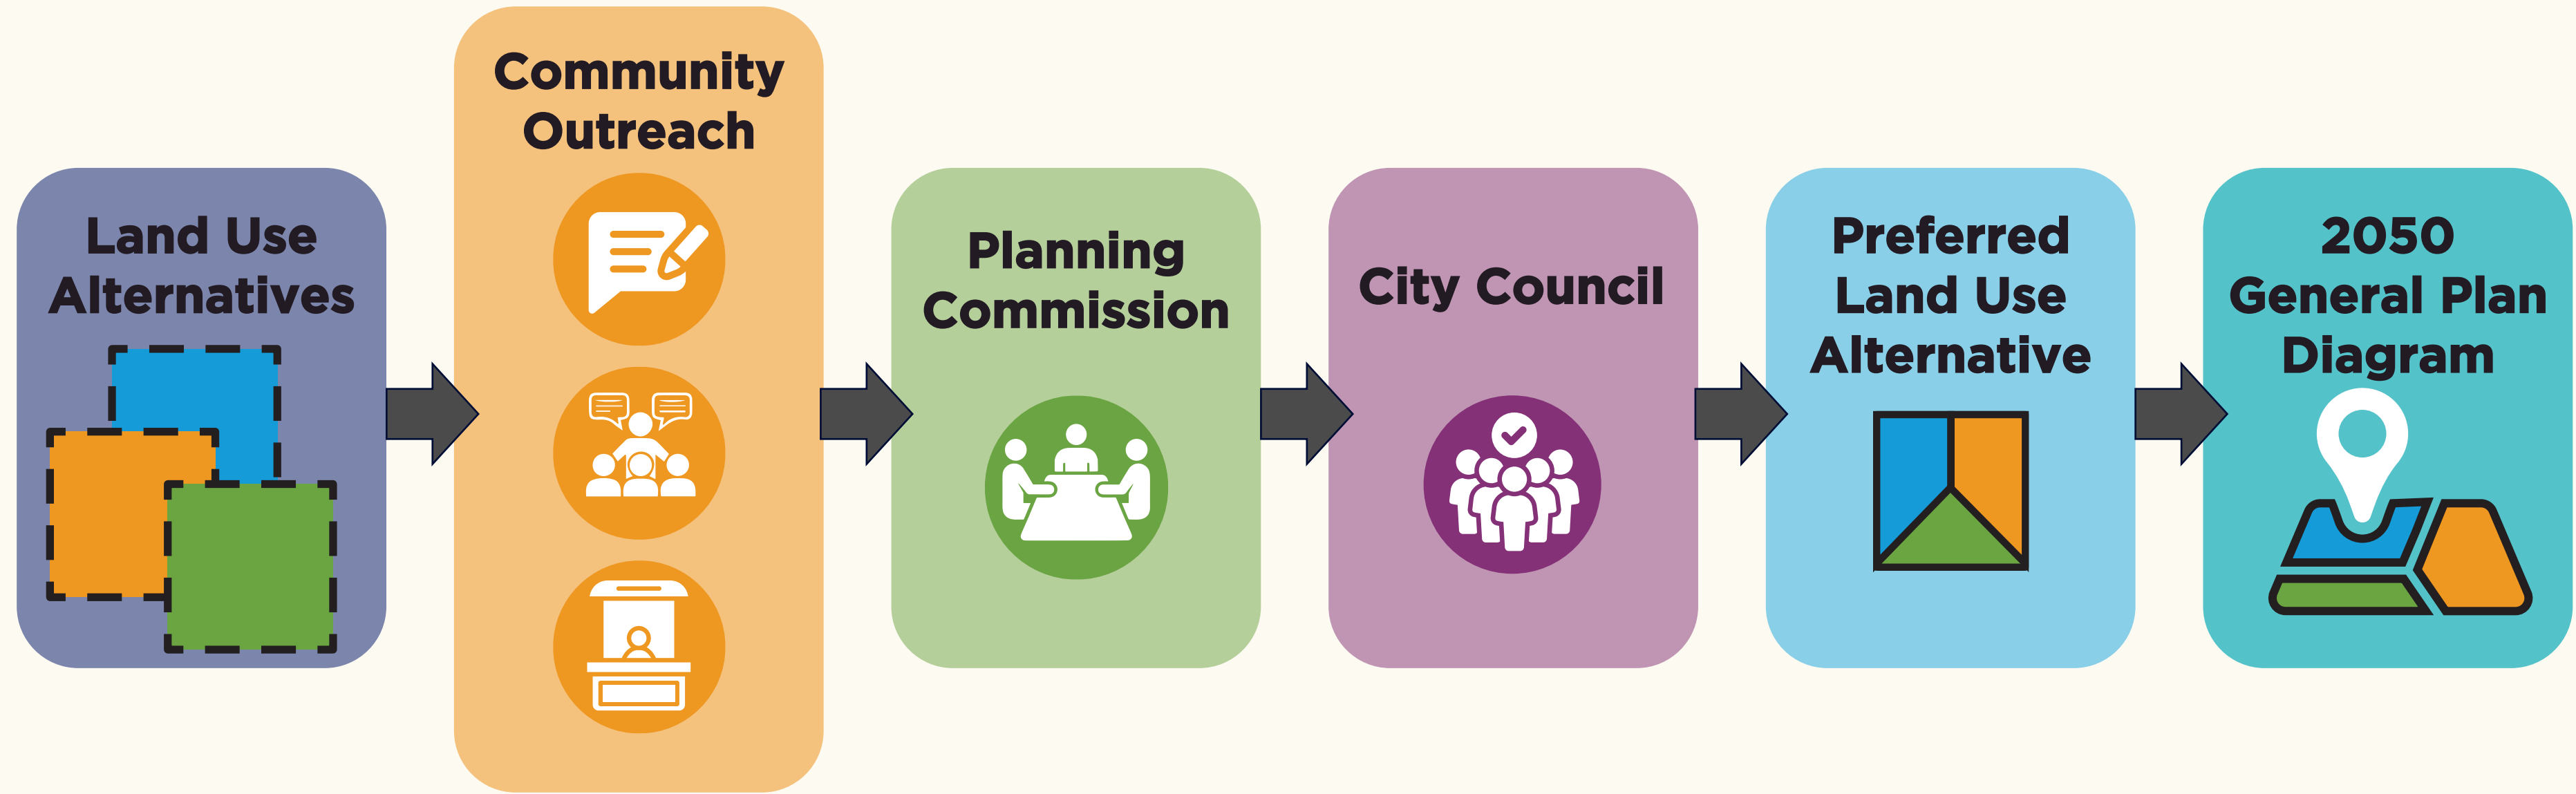 Land Use
Alternatives
Community
Outreach
Planning
Commission
City Council
Preferred
Land Use
Alternative
2050
General Plan
Diagram